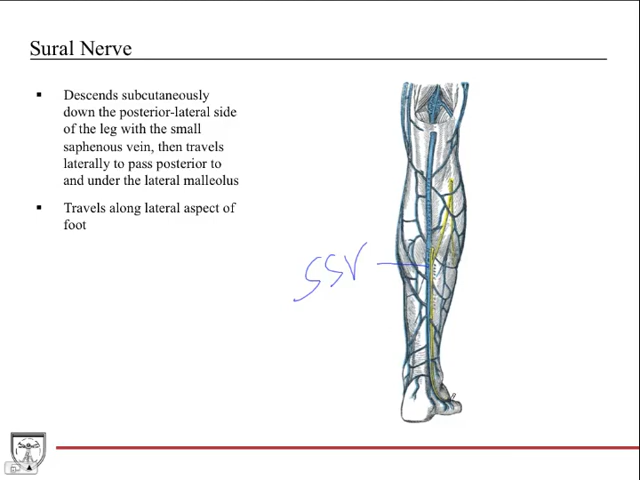 Sural Nerve
▪ Descends subcutaneously
down the posterior-lateral side
of the leg with the small
saphenous vein, then travels
laterally to pass posterior to
and under the lateral malleolus
▪ Travels along lateral aspect of
foot
SSV